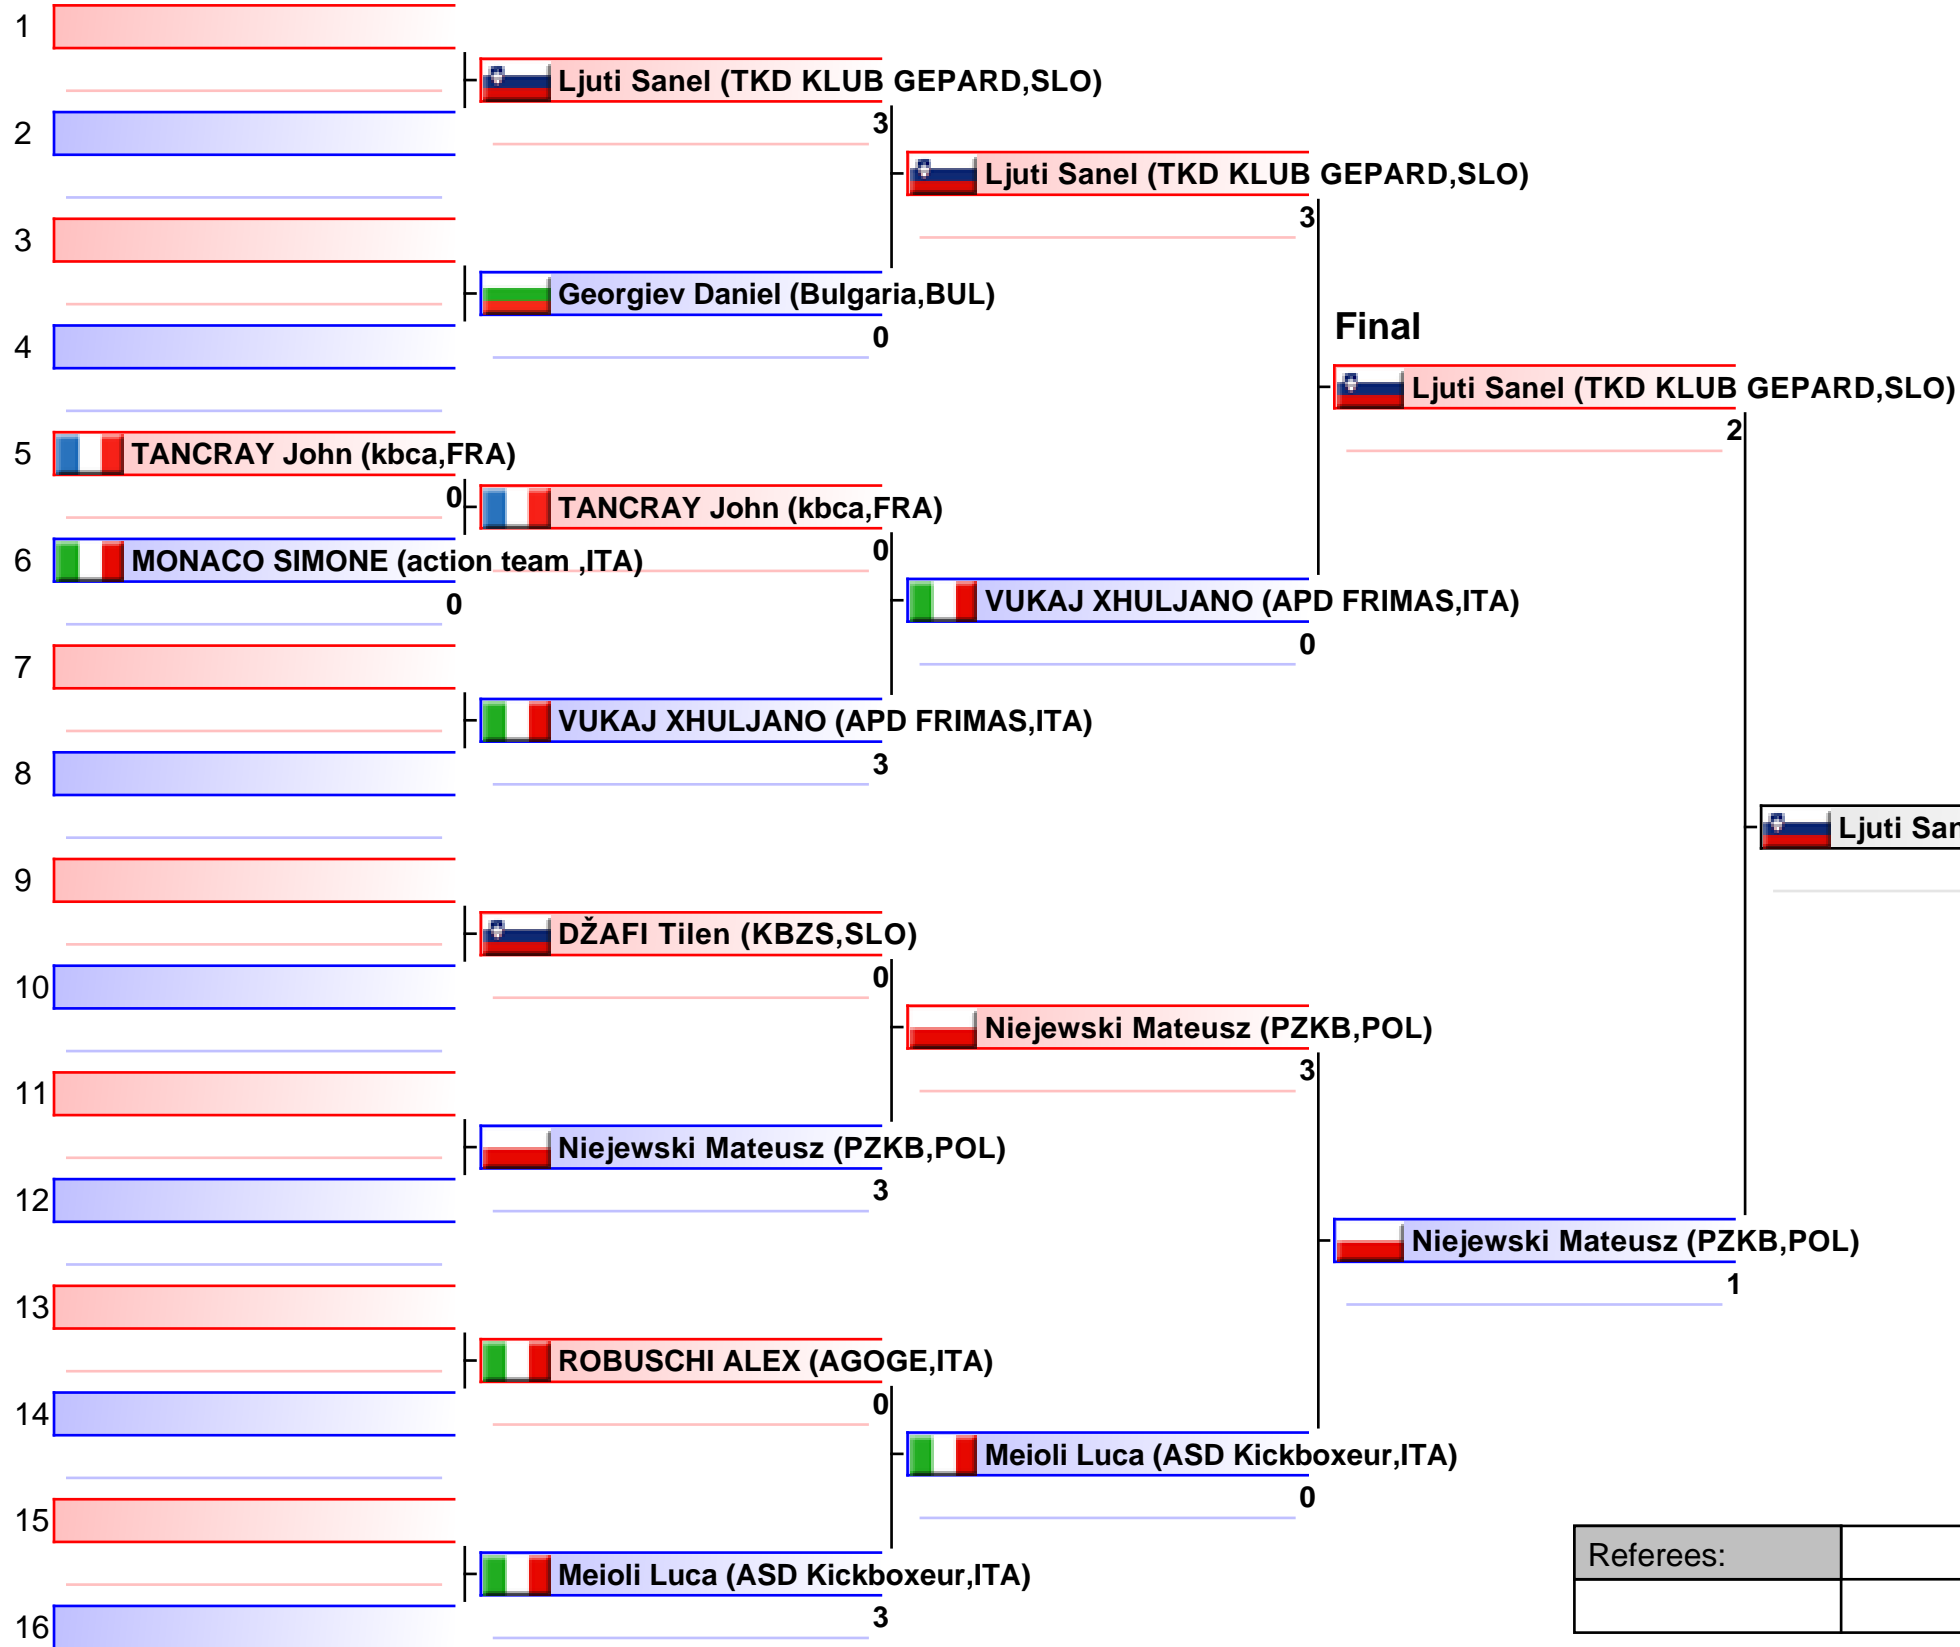 1
Ljuti Sanel (TKD KLUB GEPARD,SLO)
2
3
Ljuti Sanel (TKD KLUB GEPARD,SLO)
3
3
Georgiev Daniel (Bulgaria,BUL)
0
4
Final
Ljuti Sanel (TKD KLUB GEPARD,SLO)
2
5
TANCRAY John (kbca,FRA)
0
TANCRAY John (kbca,FRA)
0
6
MONACO SIMONE (action team ,ITA)
0
VUKAJ XHULJANO (APD FRIMAS,ITA)
0
7
VUKAJ XHULJANO (APD FRIMAS,ITA)
3
8
Ljuti San
9
DŽAFI Tilen (KBZS,SLO)
0
10
Niejewski Mateusz (PZKB,POL)
3
11
Niejewski Mateusz (PZKB,POL)
3
12
Niejewski Mateusz (PZKB,POL)
1
13
ROBUSCHI ALEX (AGOGE,ITA)
0
14
Meioli Luca (ASD Kickboxeur,ITA)
0
15
Meioli Luca (ASD Kickboxeur,ITA)
3
16
Referees: